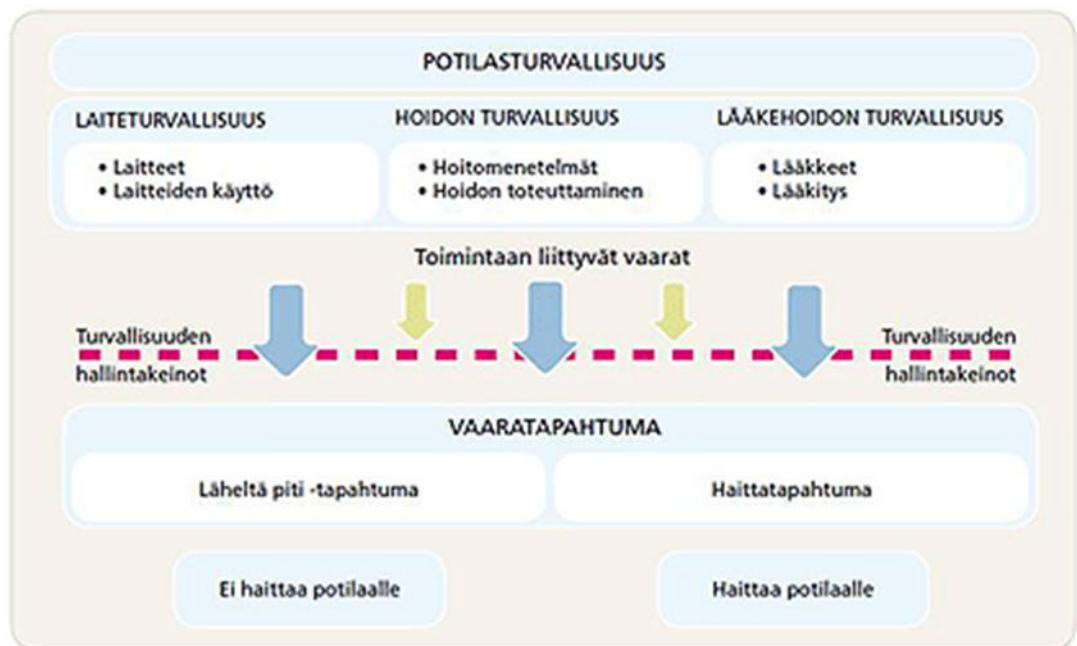 POTILASTURVALLISUUS
LAITETURVALLISUUS
• Laitteet
• Laitteiden käyttö
HOIDON TURVALLISUUS
• Hoitomenetelmät
• Hoidon toteuttaminen
LÄÄKEHOIDON TURVALLISUUS
• Lääkkeet
• Lääkitys
Toimintaan liittyvät vaarat
Turvallisuuden
hallintakeinot
Turvallisuuden
hallintakeinot
VAARATAPAHTUMA
Läheltä piti -tapahtuma
Haittatapahtuma
Ei haittaa potilaalle
Haittaa potilaalle